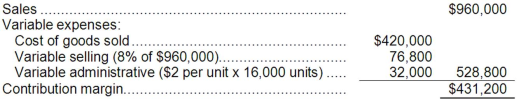 Sales ........ $960,000
Variable expenses:
Cost of goods sold ........ $420,000
Variable selling (8% of $960,000)........ 76,800
Variable administrative ($2 per unit x 16,000 units) ..... 32,000 528,800
Contribution margin........ $431,200